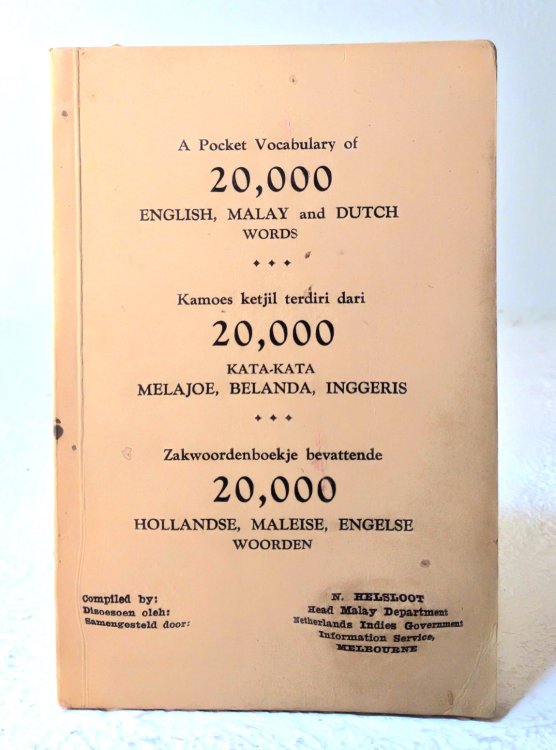 A Pocket Vocabulary of
20,000
ENGLISH, MALAY and DUTCH
WORDS
Kamoes ketjil terdiri dari
20,000
KATA-KATA
MELAJOE, BELANDA, INGGERIS
Zakwoordenboekje bevattende
20,000
HOLLANDSE, MALEISE, ENGELSE
WOORDEN
Compiled by:
Disoesoen oleh:
Samengesteld door:
N. HELSLOOT
Head Malay Department
Netherlands Indies Government
Information Service,
MELBOURNE